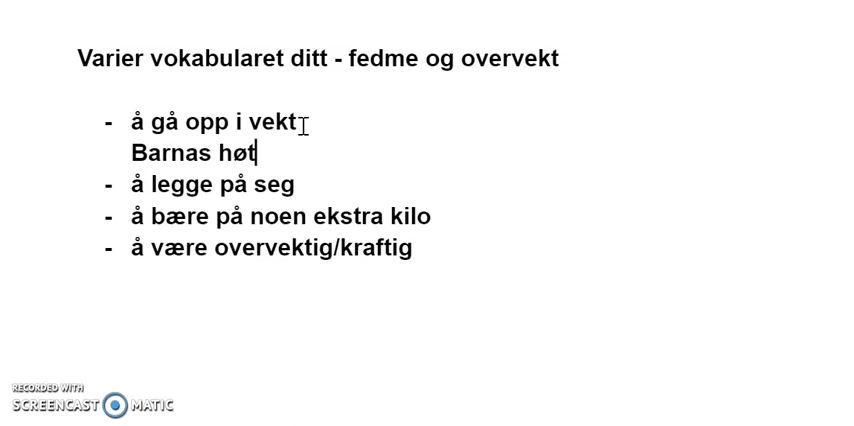 Varier vokabularet ditt - fedme og overvekt
- å gå opp i vekt
Barnas høt
- å legge på seg
- å bære på noen ekstra kilo
- å være overvektig/kraftig
RECORDED WITH
SCREENCAST MATIC